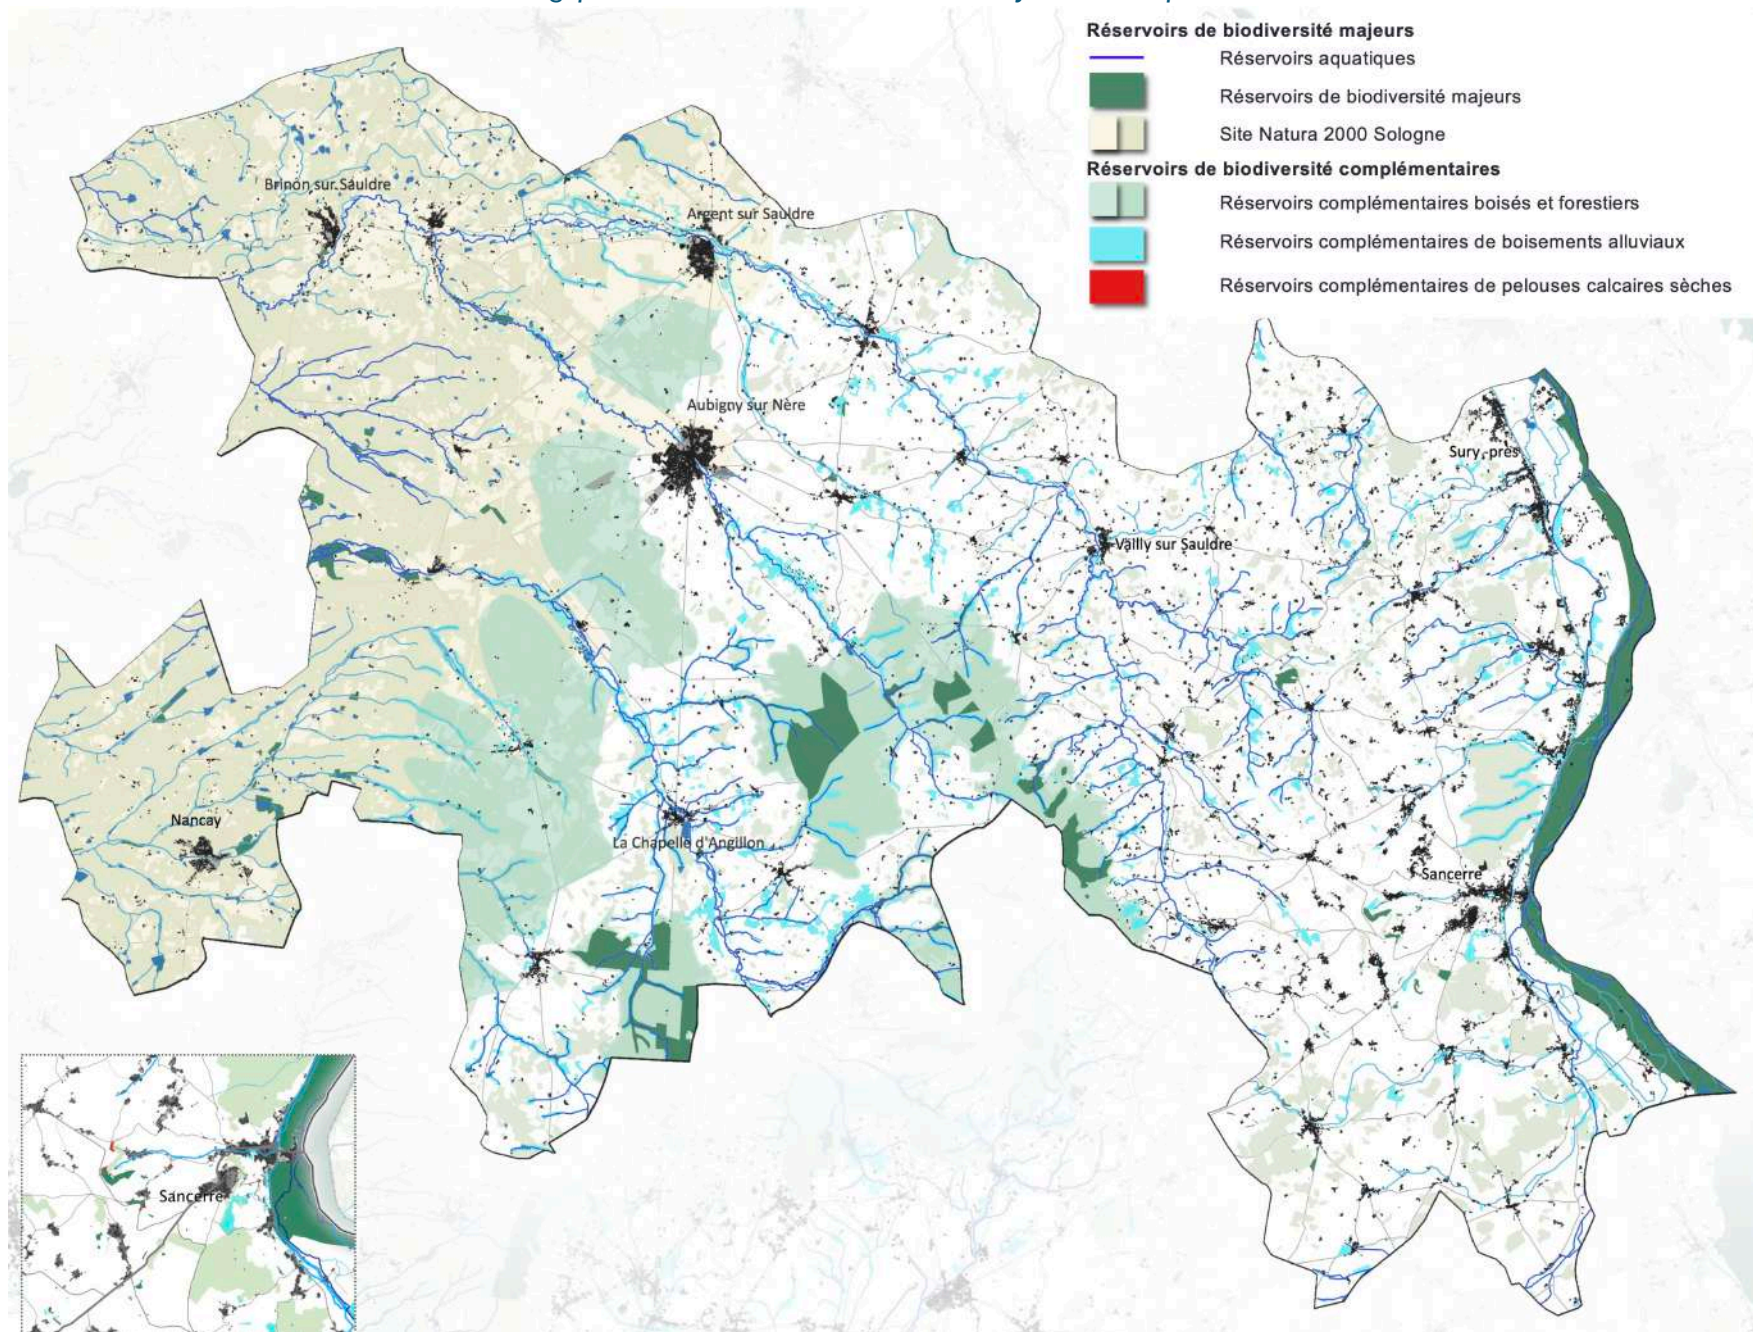 Réservoirs de biodiversité majeurs
Réservoirs aquatiques
Réservoirs de biodiversité majeurs
Site Natura 2000 Sologne
Réservoirs de biodiversité complémentaires
Réservoirs complémentaires boisés et forestiers
Réservoirs complémentaires de boisements alluviaux
Réservoirs complémentaires de pelouses calcaires sèches
Brinon sur Sauldre
Argent sur Sauldre
Aubigny sur Nère
Sury-près
Vailly sur Sauldre
Nancay
La Chapelle d'Angillon
Sancerre
Sancerre